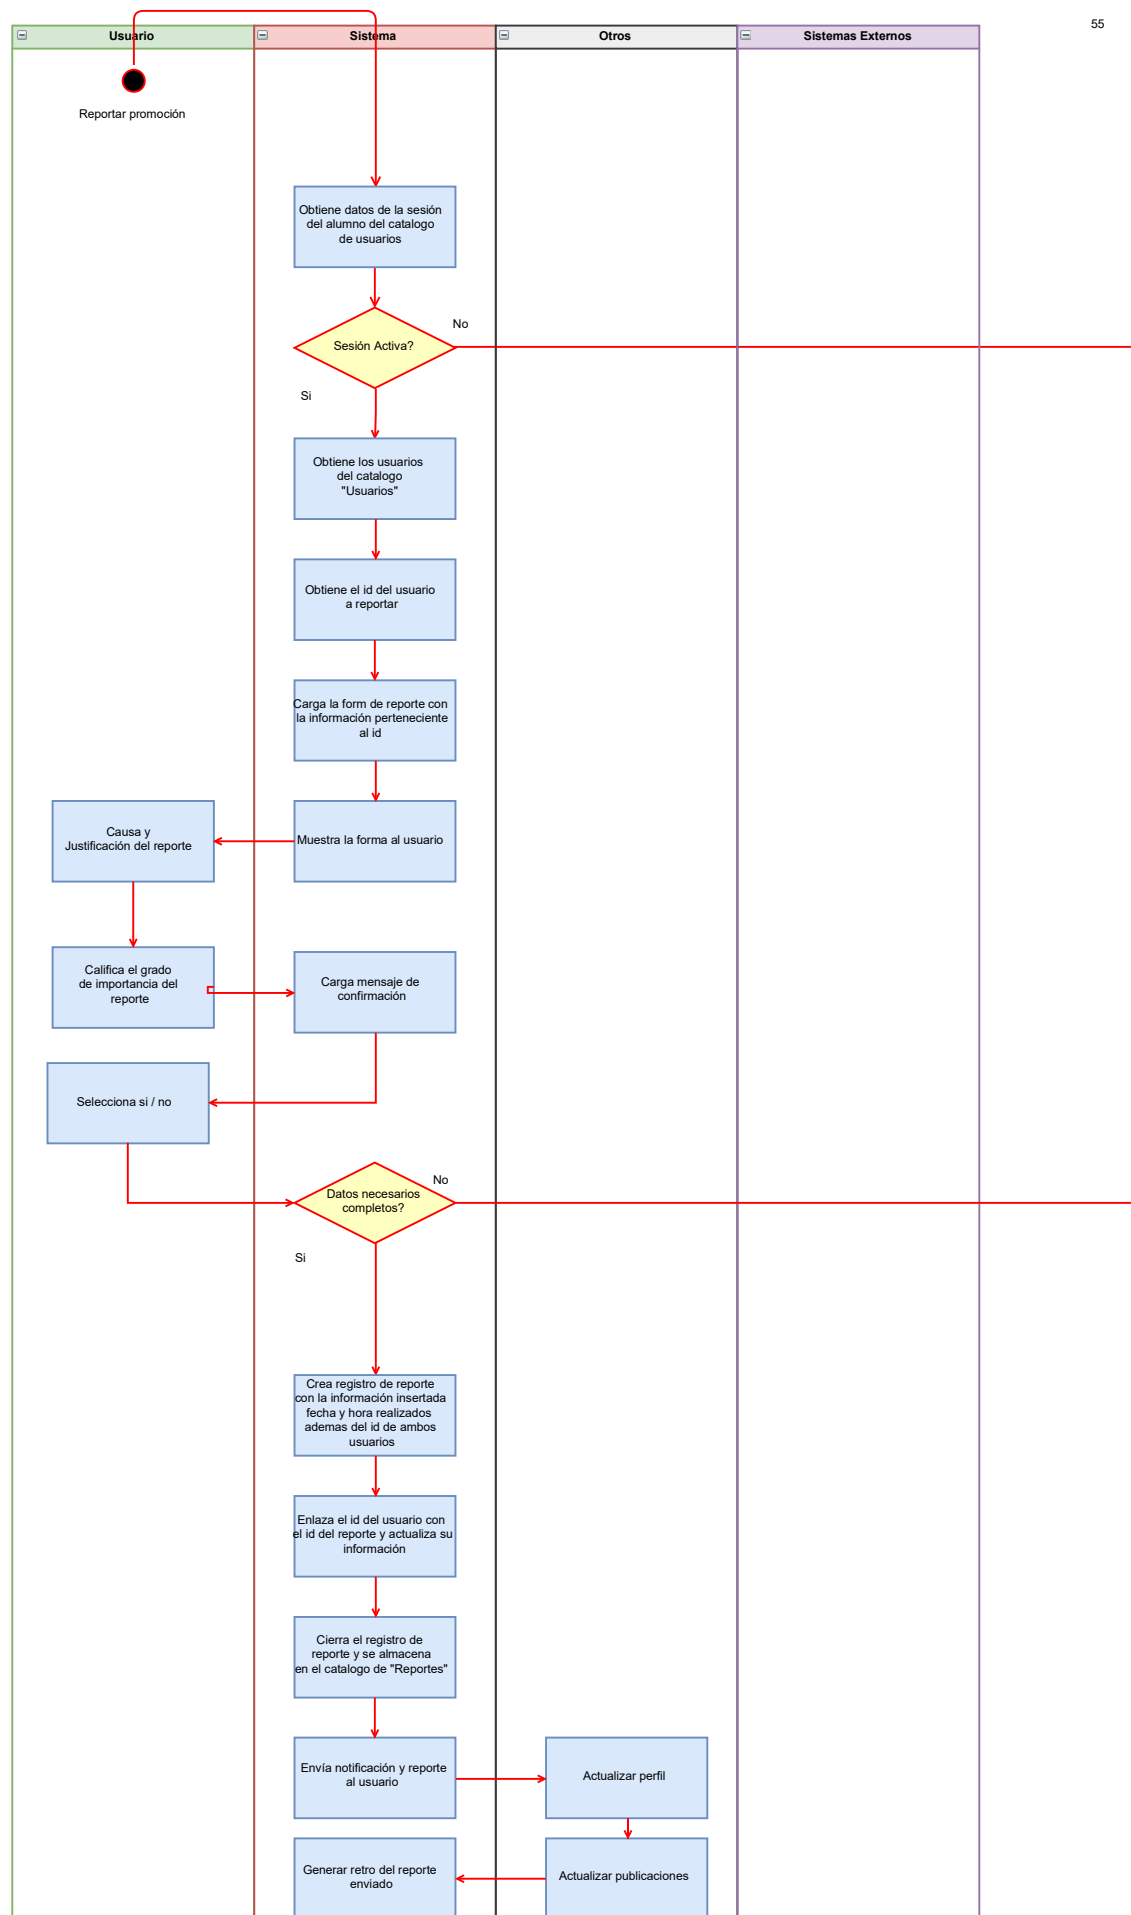 55
Usuario
Sistema
Otros
Sistemas Externos
Reportar promoción
Obtiene datos de la sesión
del alumno del catalogo
de usuarios
Sesión Activa?
No
Si
Obtiene los usuarios
del catalogo
"Usuarios"
Obtiene el id del usuario
a reportar
Carga la form de reporte con
la información perteneciente
al id
Causa y
Justificación del reporte
Muestra la forma al usuario
Califica el grado
de importancia del
reporte
Carga mensaje de
confirmación
Selecciona si / no
Datos necesarios
completos?
No
Si
Crea registro de reporte
con la información insertada
fecha y hora realizados
ademas del id de ambos
usuarios
Enlaza el id del usuario con
el id del reporte y actualiza su
información
Cierra el registro de
reporte y se almacena
en el catalogo de "Reportes"
Envía notificación y reporte
al usuario
Actualizar perfil
Generar retro del reporte
enviado
Actualizar publicaciones